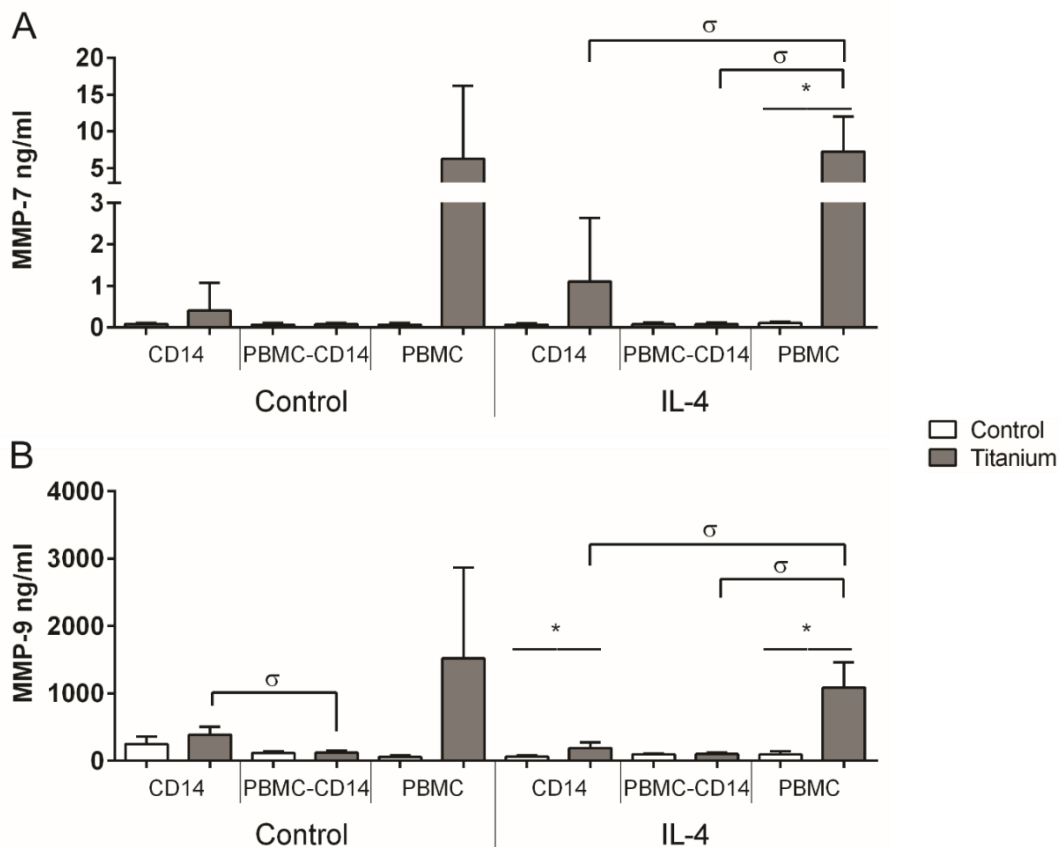 A
MMP-7 ng/ml
20
15
10
5
3
2
1
0
σ
σ
*
CD14 PBMC-CD14 PBMC CD14 PBMC-CD14 PBMC
Control IL-4
Control
Titanium
B
MMP-9 ng/ml
4000
3000
2000
1000
0
σ
σ
* *
σ
CD14 PBMC-CD14 PBMC CD14 PBMC-CD14 PBMC
Control IL-4